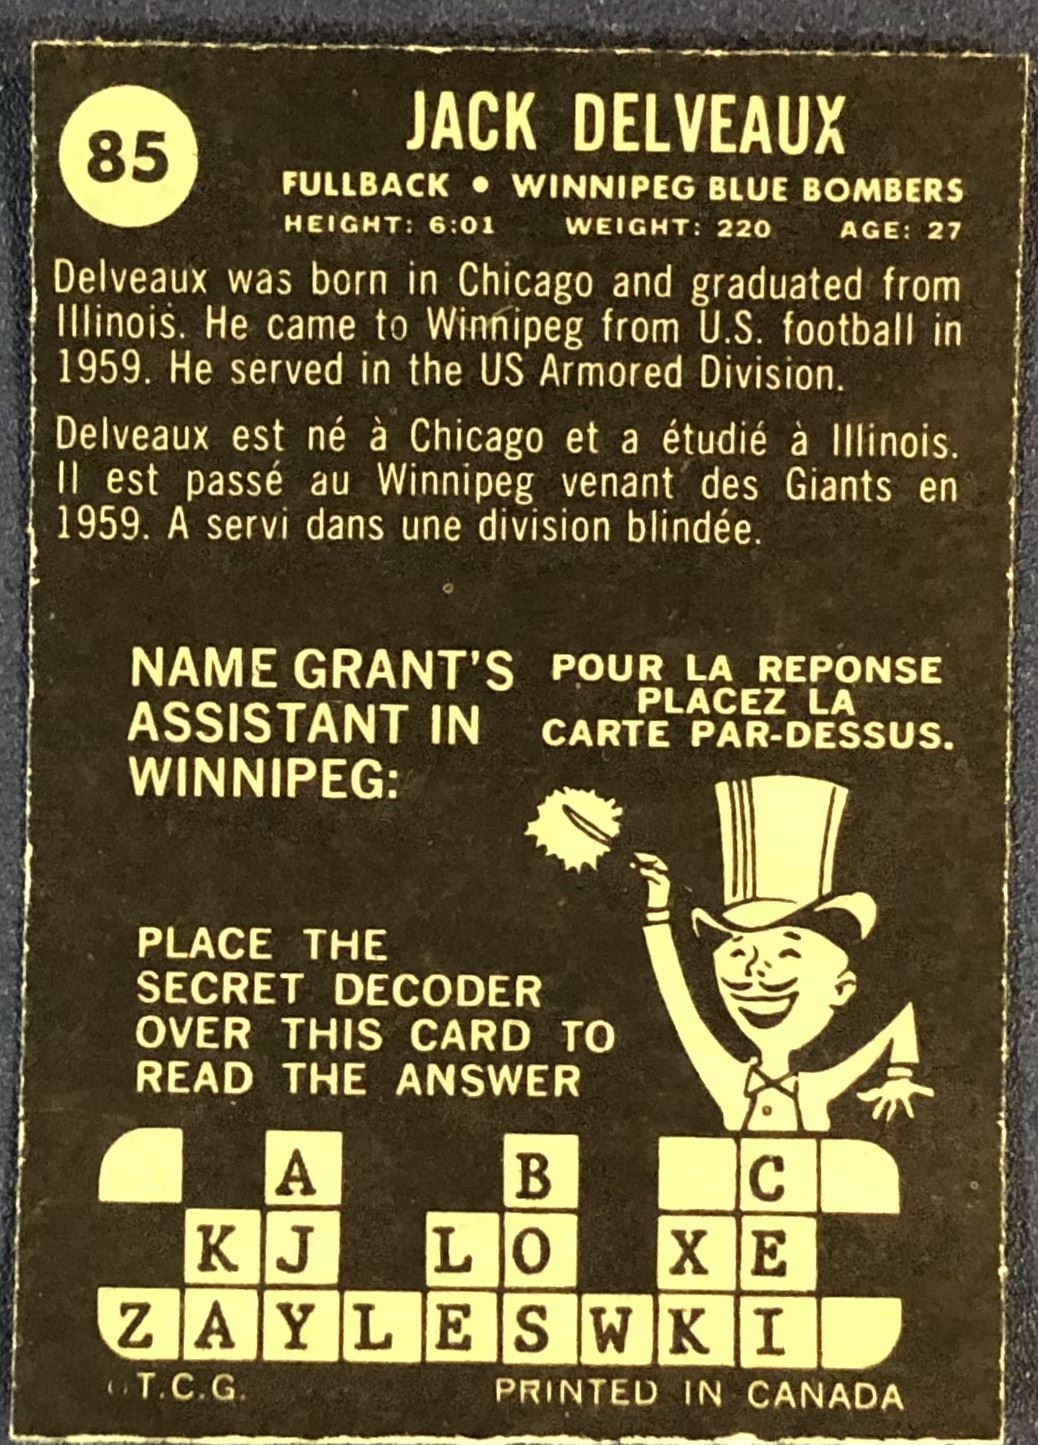 85
JACK DELVEAUX
FULLBACK • WINNIPEG BLUE BOMBERS
HEIGHT: 6:01 WEIGHT: 220 AGE: 27
Delveaux was born in Chicago and graduated from
Illinois. He came to Winnipeg from U.S. football in
1959. He served in the US Armored Division.
Delveaux est né à Chicago et a étudié à Illinois.
Il est passé au Winnipeg venant des Giants en
1959. A servi dans une division blindée.
NAME GRANT'S
ASSISTANT IN
WINNIPEG:
POUR LA REPONSE
PLACEZ LA
CARTE PAR-DESSUS.
PLACE THE
SECRET DECODER
OVER THIS CARD TO
READ THE ANSWER
A B C
K J L O X E
Z A Y L E S W K I
T.C.G.
PRINTED IN CANADA